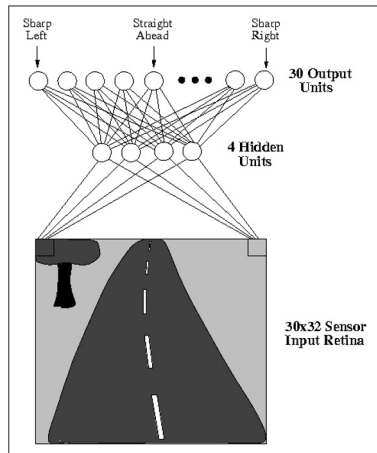 Sharp
Left
Straight
Ahead
Sharp
Right
30 Output
Units
4 Hidden
Units
30x32 Sensor
Input Retina